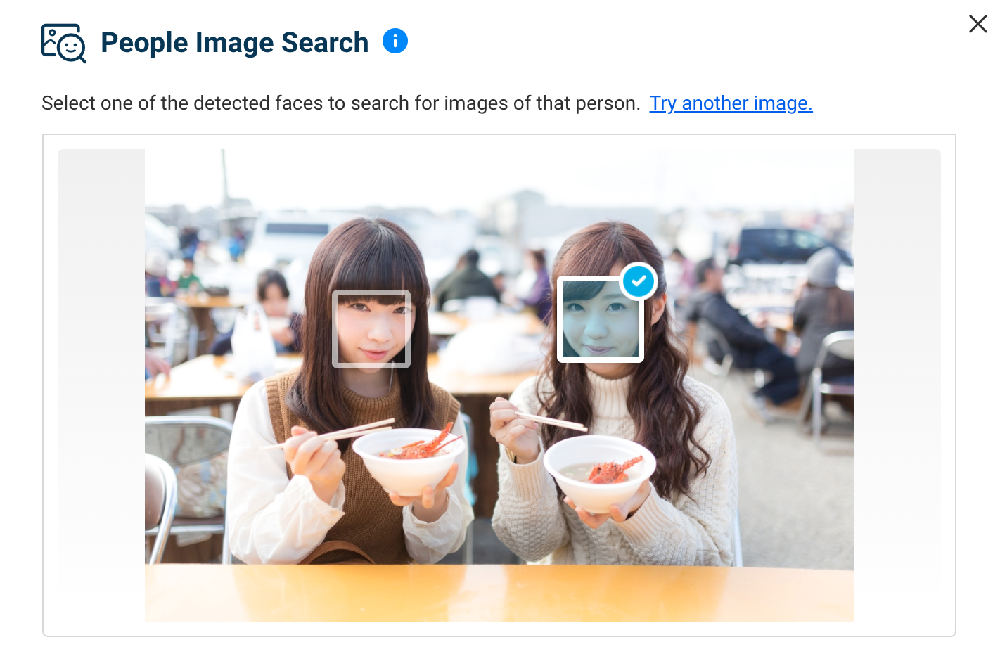 People Image Search
Select one of the detected faces to search for images of that person. Try another image.